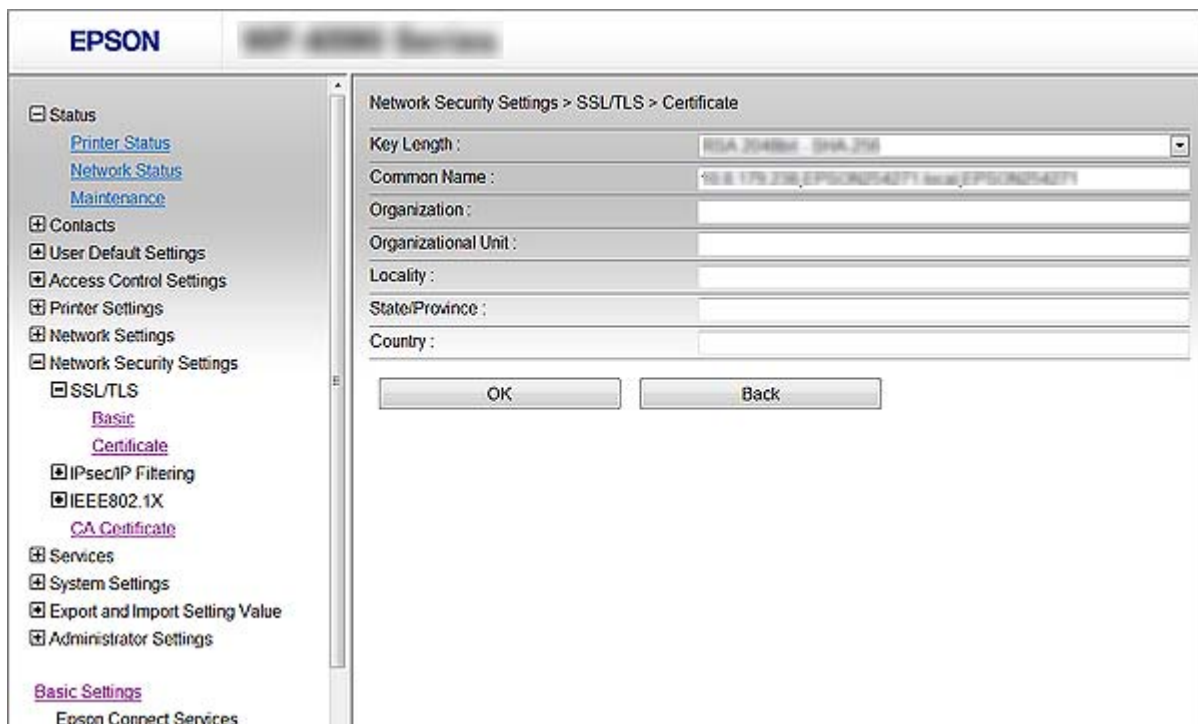 EPSON
Status
Printer Status
Network Status
Maintenance
Contacts
User Default Settings
Access Control Settings
Printer Settings
Network Settings
Network Security Settings
SSL/TLS
Basic
Certificate
IPsec/IP Filtering
IEEE802.1X
CA Certificate
Services
System Settings
Export and Import Setting Value
Administrator Settings
Basic Settings
Epson Connect Services
Network Security Settings > SSL/TLS > Certificate
Key Length :
Common Name :
Organization :
Organizational Unit :
Locality :
State/Province :
Country :
OK Back